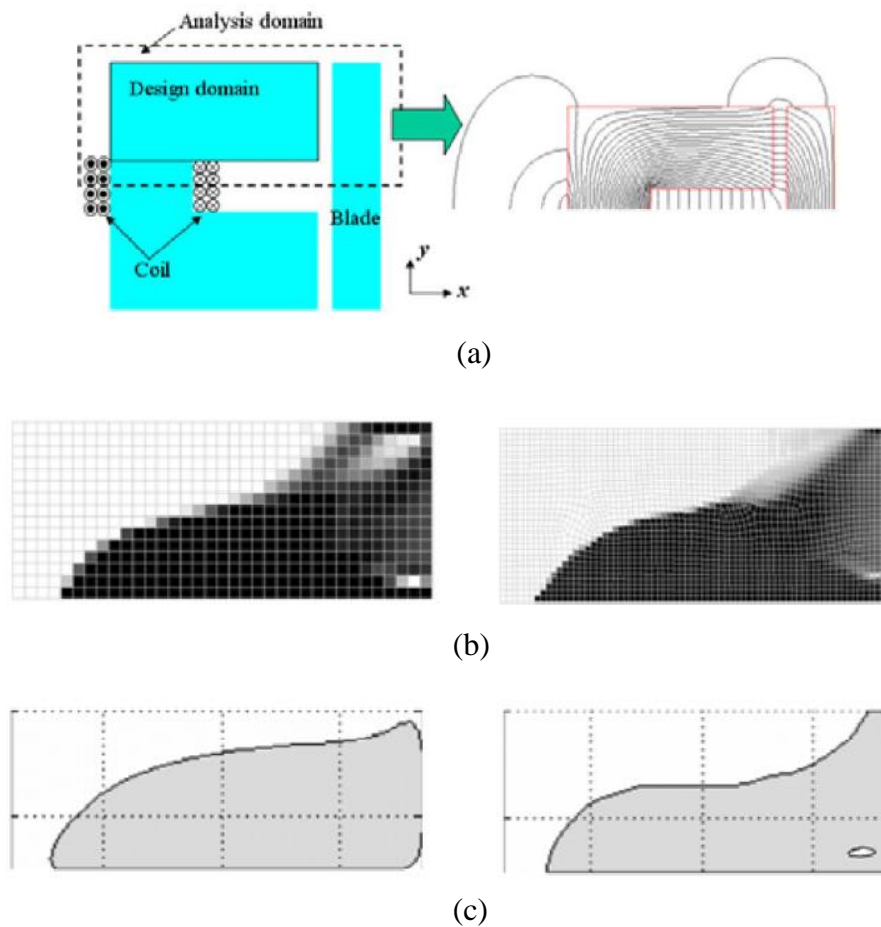 Analysis domain
Design domain
Blade
Coil
y
x
(a)
(b)
(c)